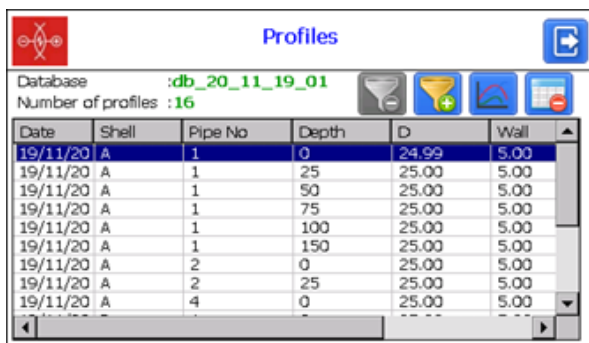 Profiles
Database :db_20_11_19_01
Number of profiles :16
Date Shell Pipe No Depth D Wall
19/11/20 A 1 0 24.99 5.00
19/11/20 A 1 25 25.00 5.00
19/11/20 A 1 50 25.00 5.00
19/11/20 A 1 75 25.00 5.00
19/11/20 A 1 100 25.00 5.00
19/11/20 A 1 150 25.00 5.00
19/11/20 A 2 0 25.00 5.00
19/11/20 A 2 25 25.00 5.00
19/11/20 A 4 0 25.00 5.00